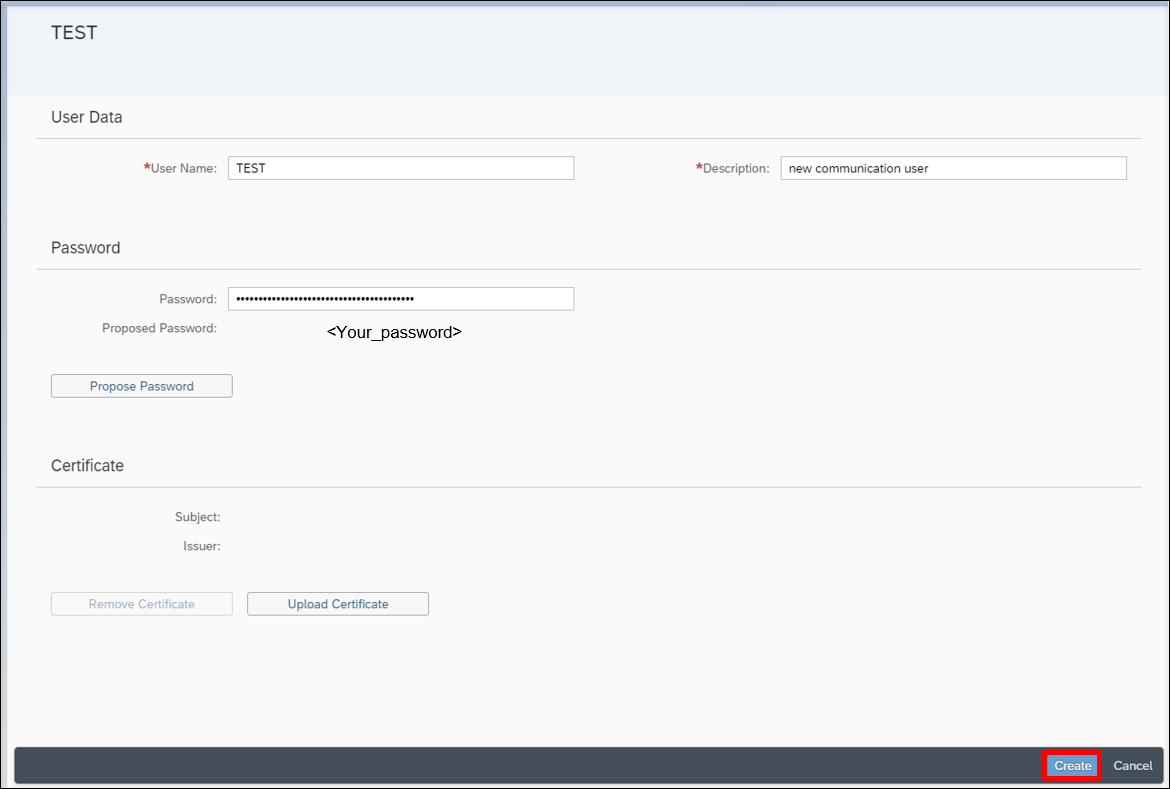 TEST
User Data
*User Name: TEST *Description: new communication user
Password
Password: ••••••••••••••••••••••••••••••••••••••••
Proposed Password: <Your_password>
Propose Password
Certificate
Subject:
Issuer:
Remove Certificate Upload Certificate
Create Cancel